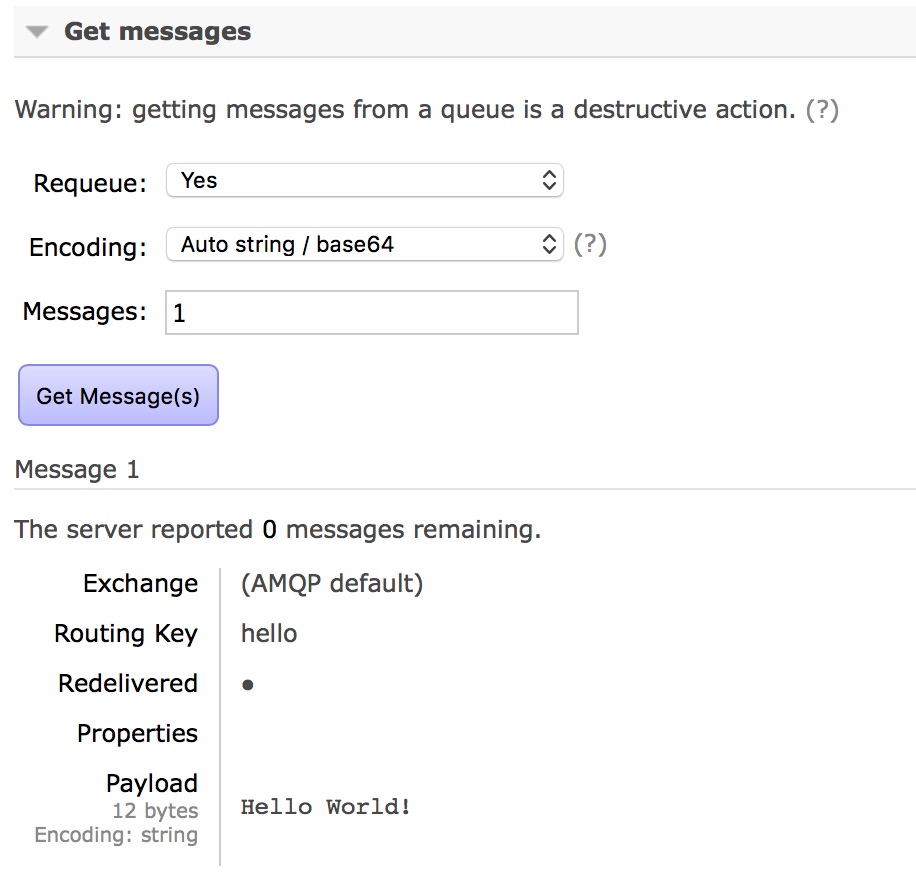 Get messages
Warning: getting messages from a queue is a destructive action. (?)
Requeue: Yes
Encoding: Auto string / base64 (?)
Messages: 1
Get Message(s)
Message 1
The server reported 0 messages remaining.
Exchange (AMQP default)
Routing Key hello
Redelivered ●
Properties
Payload
12 bytes
Encoding: string
Hello World!